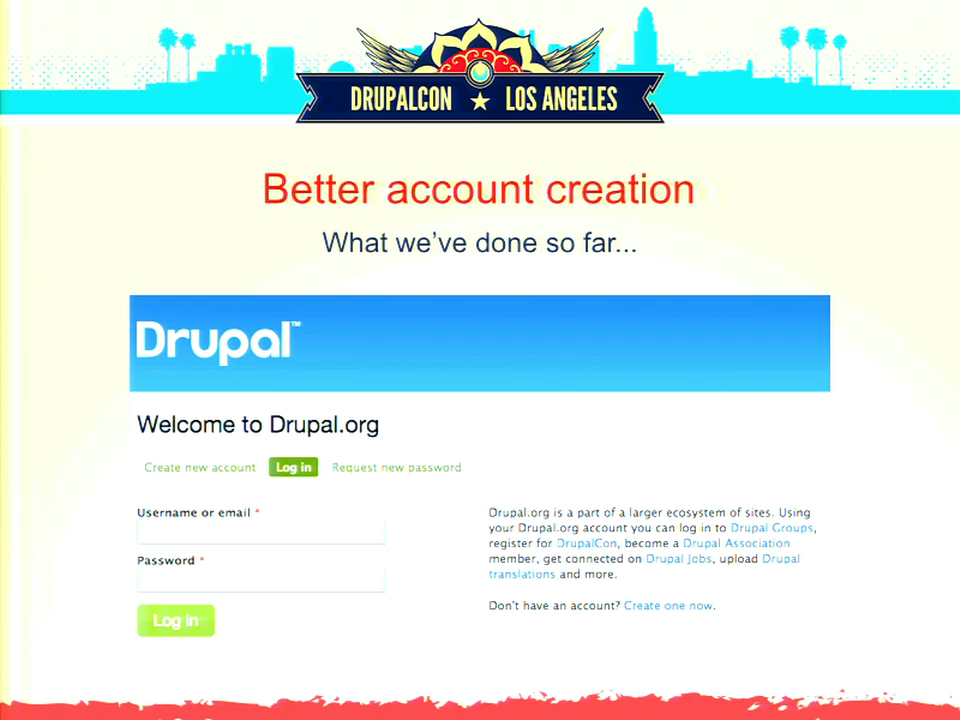 DRUPALCON ★ LOS ANGELES
Better account creation
What we've done so far...
Drupal™
Welcome to Drupal.org
Create new account Log in Request new password
Username or email *
Password *
Log in
Drupal.org is a part of a larger ecosystem of sites. Using
your Drupal.org account you can log in to Drupal Groups,
register for DrupalCon, become a Drupal Association
member, get connected on Drupal Jobs, upload Drupal
translations and more.
Don't have an account? Create one now.